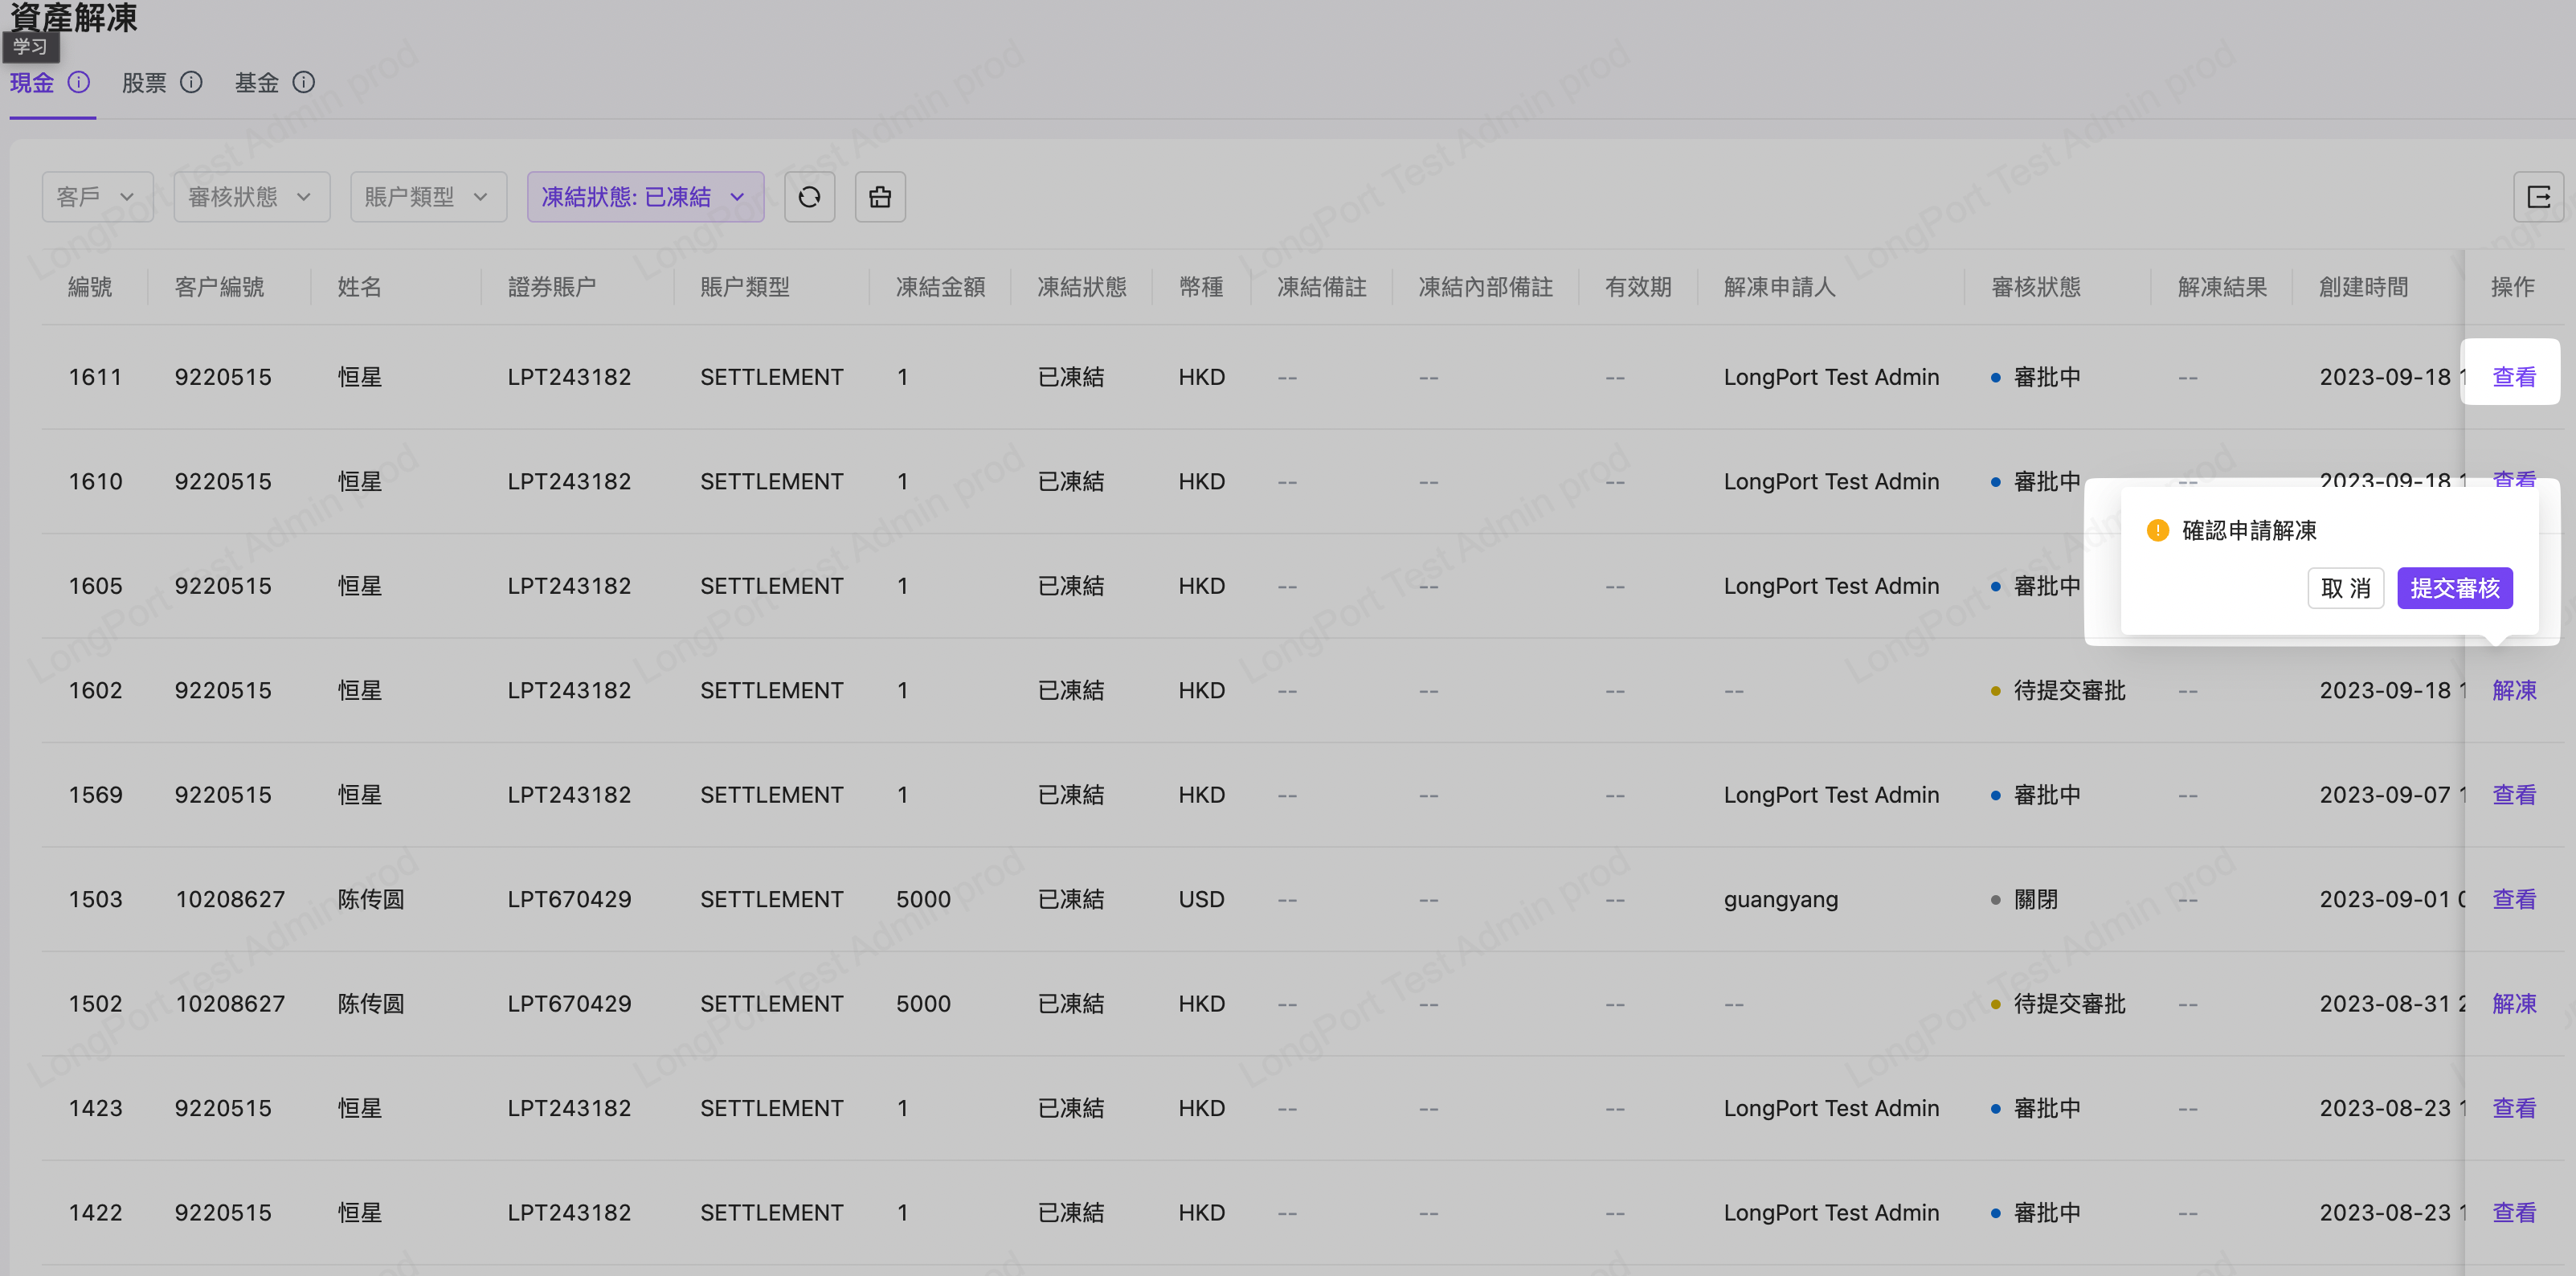 資產解凍
学习
現金 股票 基金
客戶 審核狀態 賬户類型 凍結狀態: 已凍結
編號 客户編號 姓名 證券賬户 賬户類型 凍結金額 凍結狀態 幣種 凍結備註 凍結內部備註 有效期 解凍申請人 審核狀態 解凍結果 創建時間 操作
1611 9220515 恒星 LPT243182 SETTLEMENT 1 已凍結 HKD -- -- -- LongPort Test Admin 審批中 -- 2023-09-18 1 查看
1610 9220515 恒星 LPT243182 SETTLEMENT 1 已凍結 HKD -- -- -- LongPort Test Admin 審批中 -- 2023-09-18 1 查看
確認申請解凍
1605 9220515 恒星 LPT243182 SETTLEMENT 1 已凍結 HKD -- -- -- LongPort Test Admin 審批中
取 消 提交審核
1602 9220515 恒星 LPT243182 SETTLEMENT 1 已凍結 HKD -- -- -- -- 待提交審批 -- 2023-09-18 1 解凍
1569 9220515 恒星 LPT243182 SETTLEMENT 1 已凍結 HKD -- -- -- LongPort Test Admin 審批中 -- 2023-09-07 1 查看
1503 10208627 陈传圆 LPT670429 SETTLEMENT 5000 已凍結 USD -- -- -- guangyang 關閉 -- 2023-09-01 0 查看
1502 10208627 陈传圆 LPT670429 SETTLEMENT 5000 已凍結 HKD -- -- -- -- 待提交審批 -- 2023-08-31 2 解凍
1423 9220515 恒星 LPT243182 SETTLEMENT 1 已凍結 HKD -- -- -- LongPort Test Admin 審批中 -- 2023-08-23 1 查看
1422 9220515 恒星 LPT243182 SETTLEMENT 1 已凍結 HKD -- -- -- LongPort Test Admin 審批中 -- 2023-08-23 1 查看
LongPort Test Admin prod